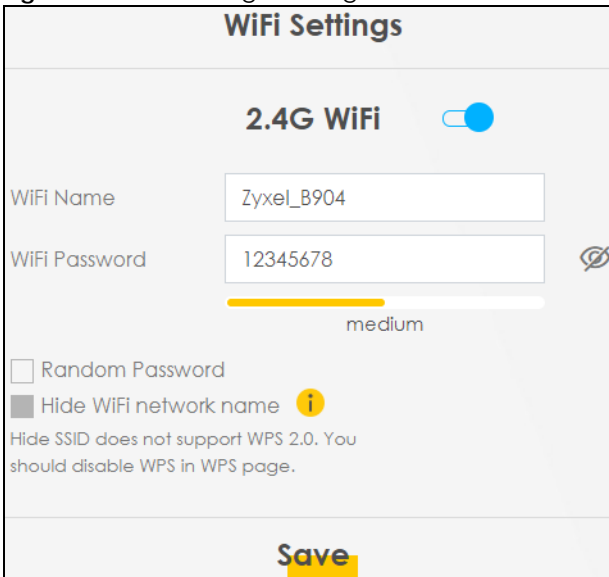 WiFi Settings
2.4G WiFi
WiFi Name
Zyxel_B904
WiFi Password
12345678
medium
Random Password
Hide WiFi network name i
Hide SSID does not support WPS 2.0. You
should disable WPS in WPS page.
Save